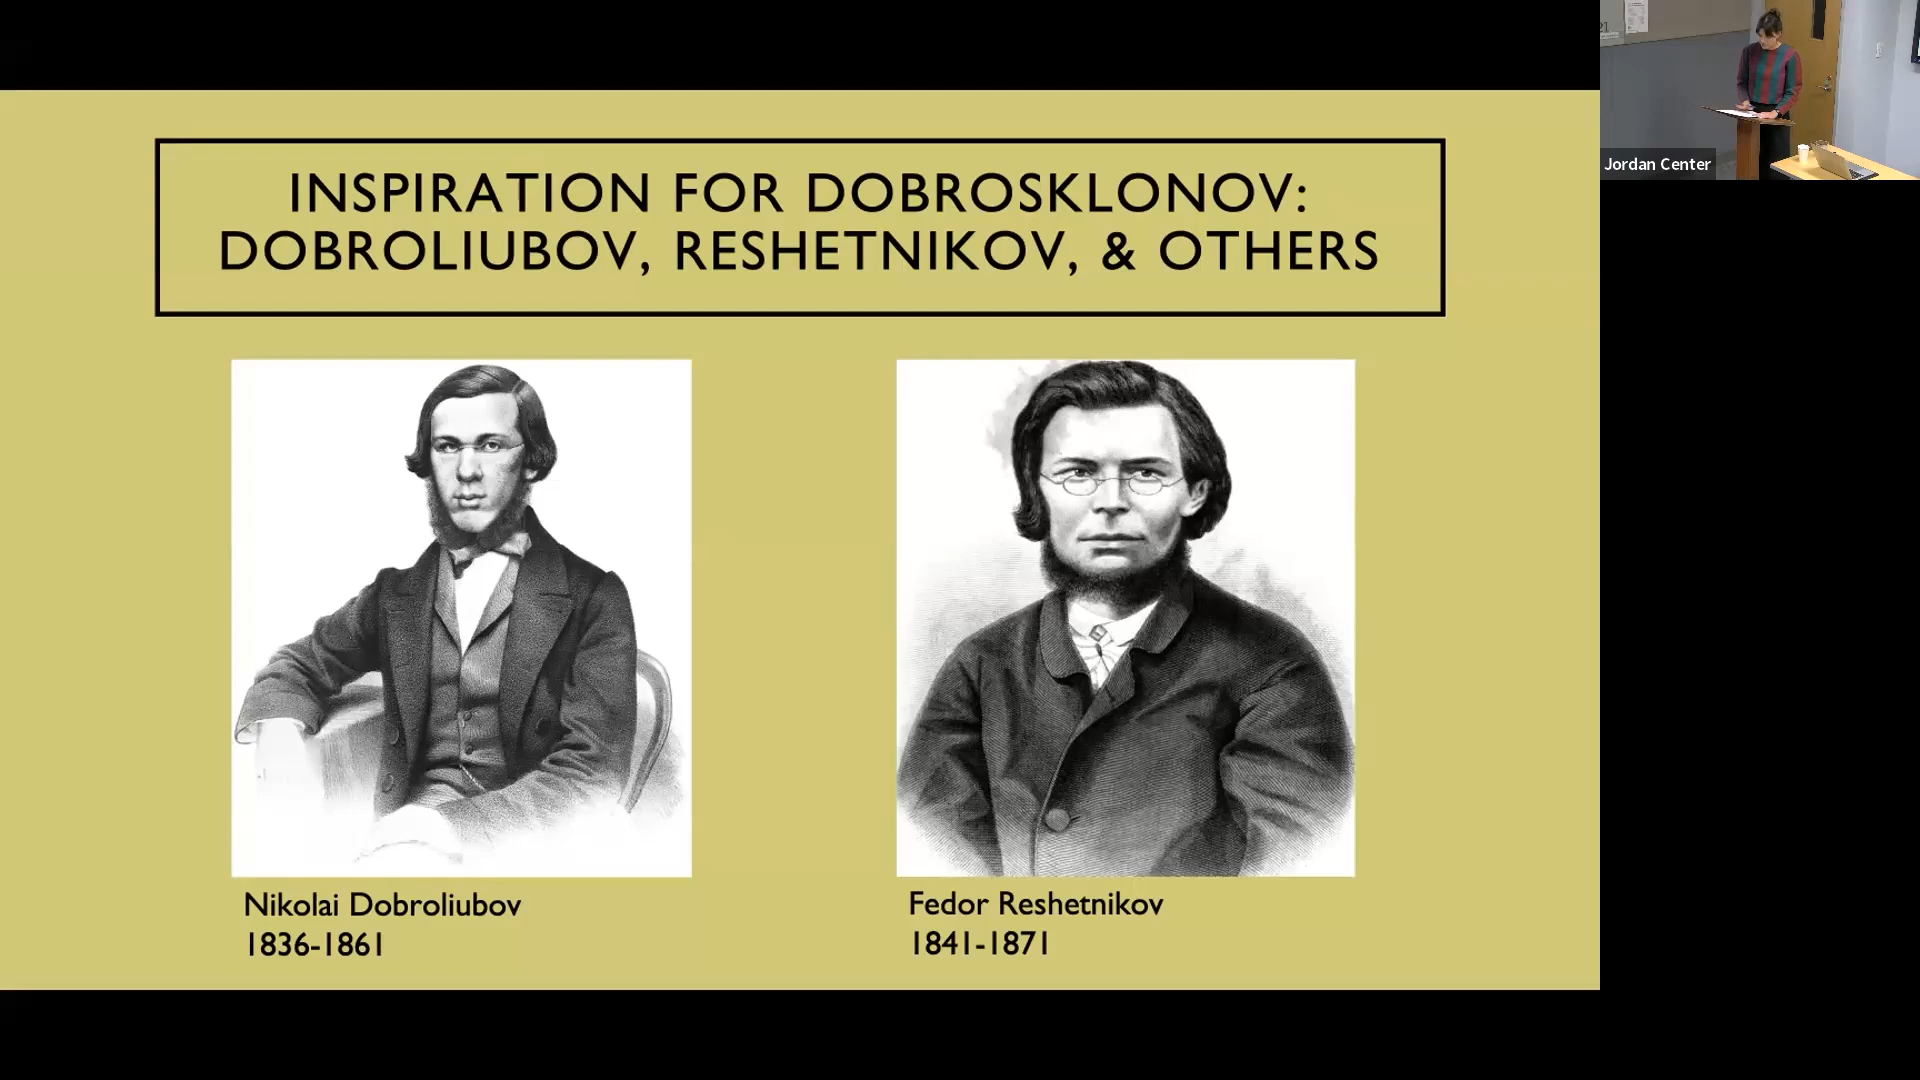 INSPIRATION FOR DOBROSKLONOV:
DOBROLIUBOV, RESHETNIKOV, & OTHERS
Nikolai Dobroliubov
1836-1861
Fedor Reshetnikov
1841-1871
Jordan Center